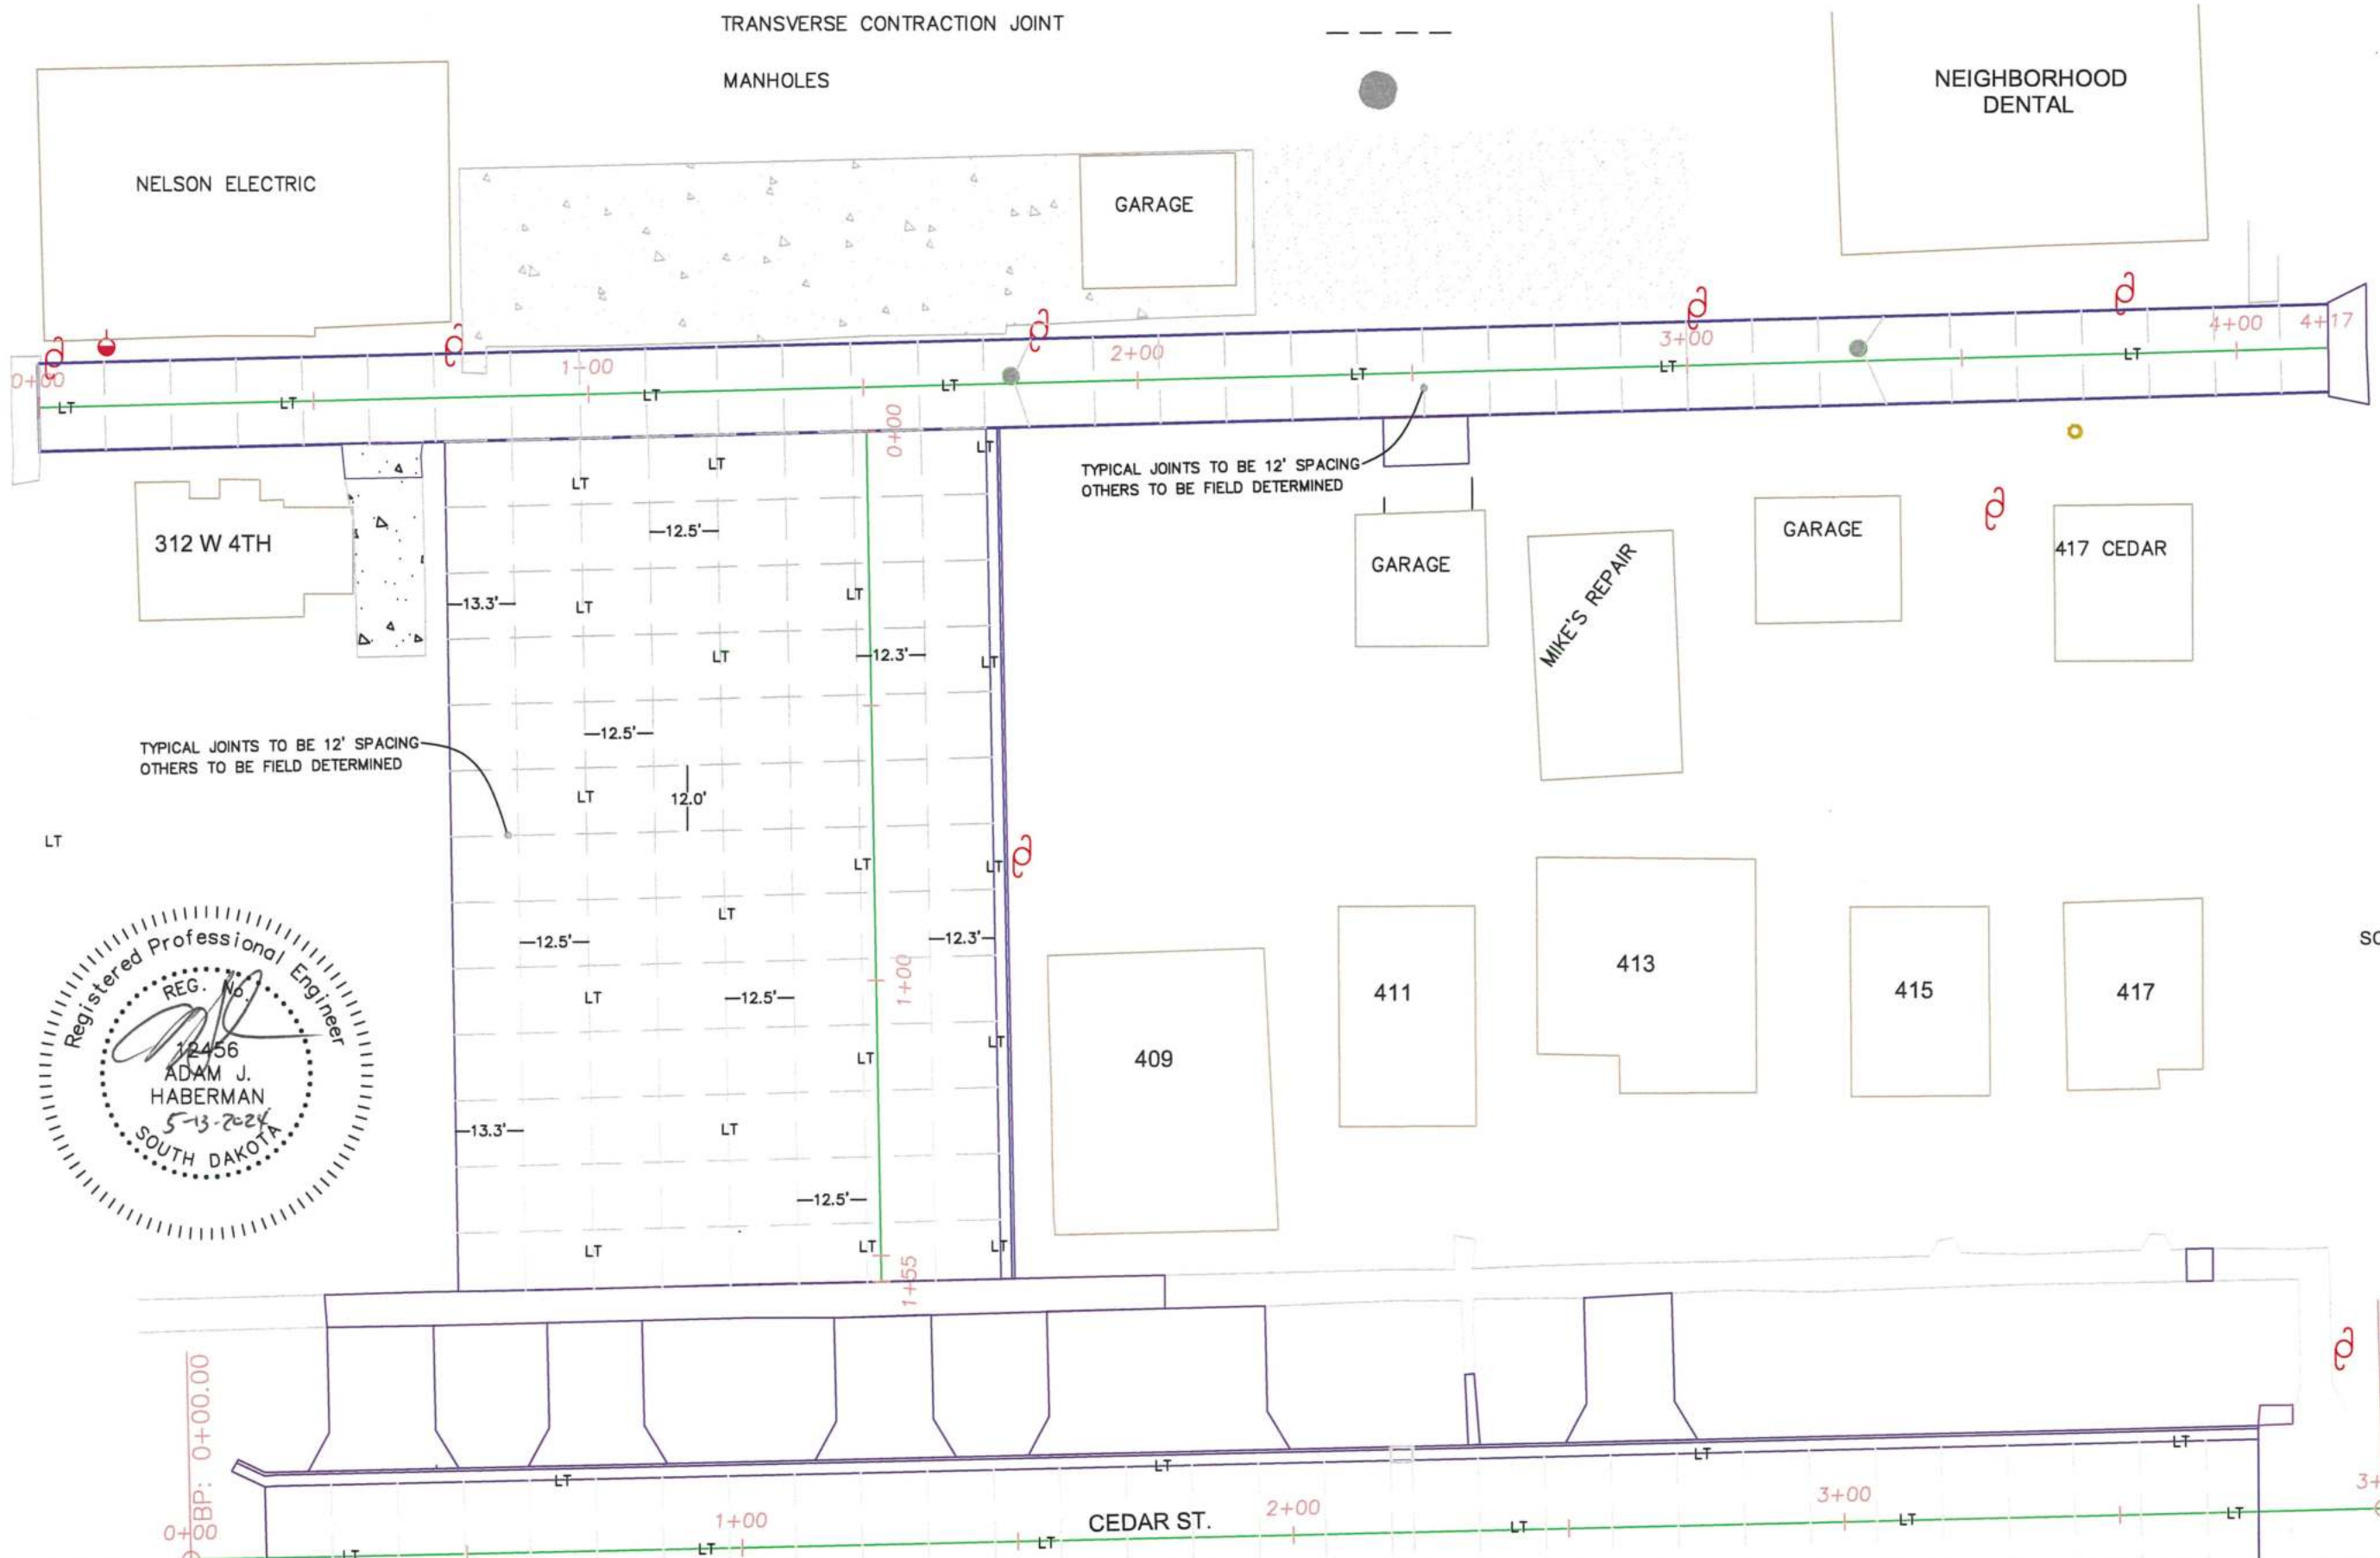 TRANSVERSE CONTRACTION JOINT
MANHOLES
NEIGHBORHOOD
DENTAL
NELSON ELECTRIC
GARAGE
0+00
1+00
2+00
3+00
4+00
4+17
LT
LT
LT
LT
LT
LT
LT
0+00
LT
LT
LT
TYPICAL JOINTS TO BE 12' SPACING
OTHERS TO BE FIELD DETERMINED
312 W 4TH
12.5'
GARAGE
MIKE'S REPAIR
GARAGE
417 CEDAR
13.3'
LT
LT
LT
12.3'
LT
TYPICAL JOINTS TO BE 12' SPACING
OTHERS TO BE FIELD DETERMINED
12.5'
LT
12.0'
LT
LT
LT
LT
12.5'
12.3'
SO
LT
12.5'
1+00
LT
LT
409
411
413
415
417
Registered Professional Engineer
REG. No.
12456
ADAM J.
HABERMAN
5-13-2024
SOUTH DAKOTA
13.3'
LT
12.5'
LT
LT
LT
1+55
BP: 0+00.00
0+00
LT
LT
LT
LT
1+00
CEDAR ST.
2+00
3+00
3+
LT
LT
LT
LT
LT
LT